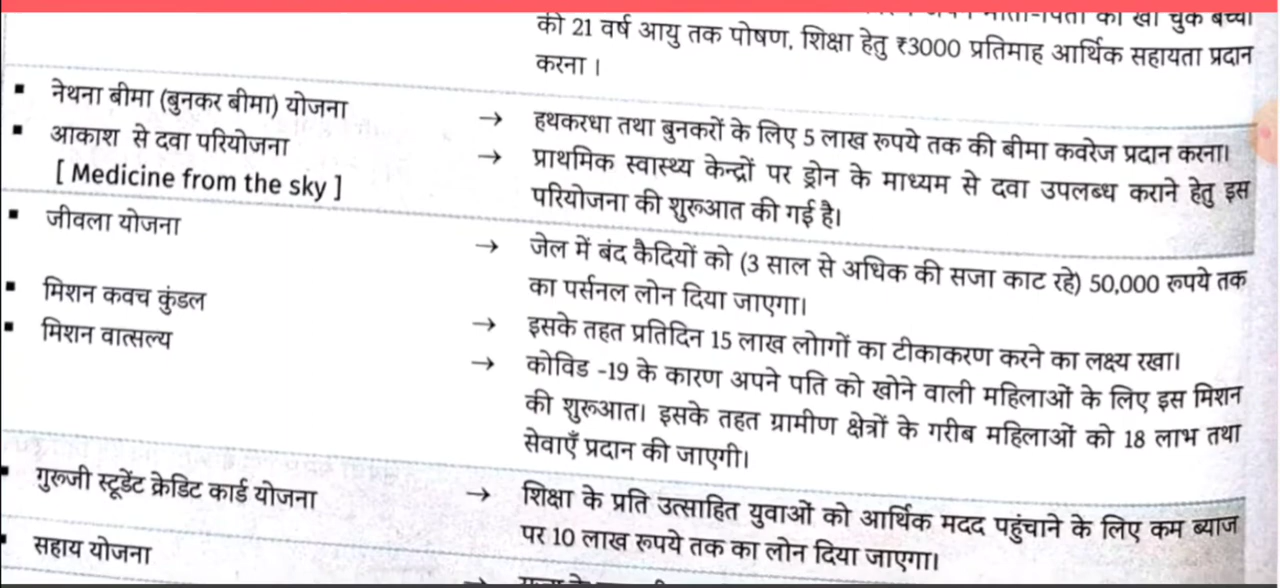 माता-पिता को खो चुके बच्चों
की 21 वर्ष आयु तक पोषण, शिक्षा हेतु ₹3000 प्रतिमाह आर्थिक सहायता प्रदान
करना ।
▪ नेथना बीमा (बुनकर बीमा) योजना → हथकरधा तथा बुनकरों के लिए 5 लाख रूपये तक की बीमा कवरेज प्रदान करना।
▪ आकाश से दवा परियोजना → प्राथमिक स्वास्थ्य केन्द्रों पर ड्रोन के माध्यम से दवा उपलब्ध कराने हेतु इस
[ Medicine from the sky ] परियोजना की शुरूआत की गई है।
▪ जीवला योजना → जेल में बंद कैदियों को (3 साल से अधिक की सजा काट रहे) 50,000 रूपये तक
का पर्सनल लोन दिया जाएगा।
▪ मिशन कवच कुंडल → इसके तहत प्रतिदिन 15 लाख लोागों का टीकाकरण करने का लक्ष्य रखा।
▪ मिशन वात्सल्य → कोविड -19 के कारण अपने पति को खोने वाली महिलाओं के लिए इस मिशन
की शुरूआत। इसके तहत ग्रामीण क्षेत्रों के गरीब महिलाओं को 18 लाभ तथा
सेवाएँ प्रदान की जाएगी।
▪ गुरूजी स्टूडेंट क्रेडिट कार्ड योजना → शिक्षा के प्रति उत्साहित युवाओं को आर्थिक मदद पहुंचाने के लिए कम ब्याज
पर 10 लाख रूपये तक का लोन दिया जाएगा।
▪ सहाय योजना →